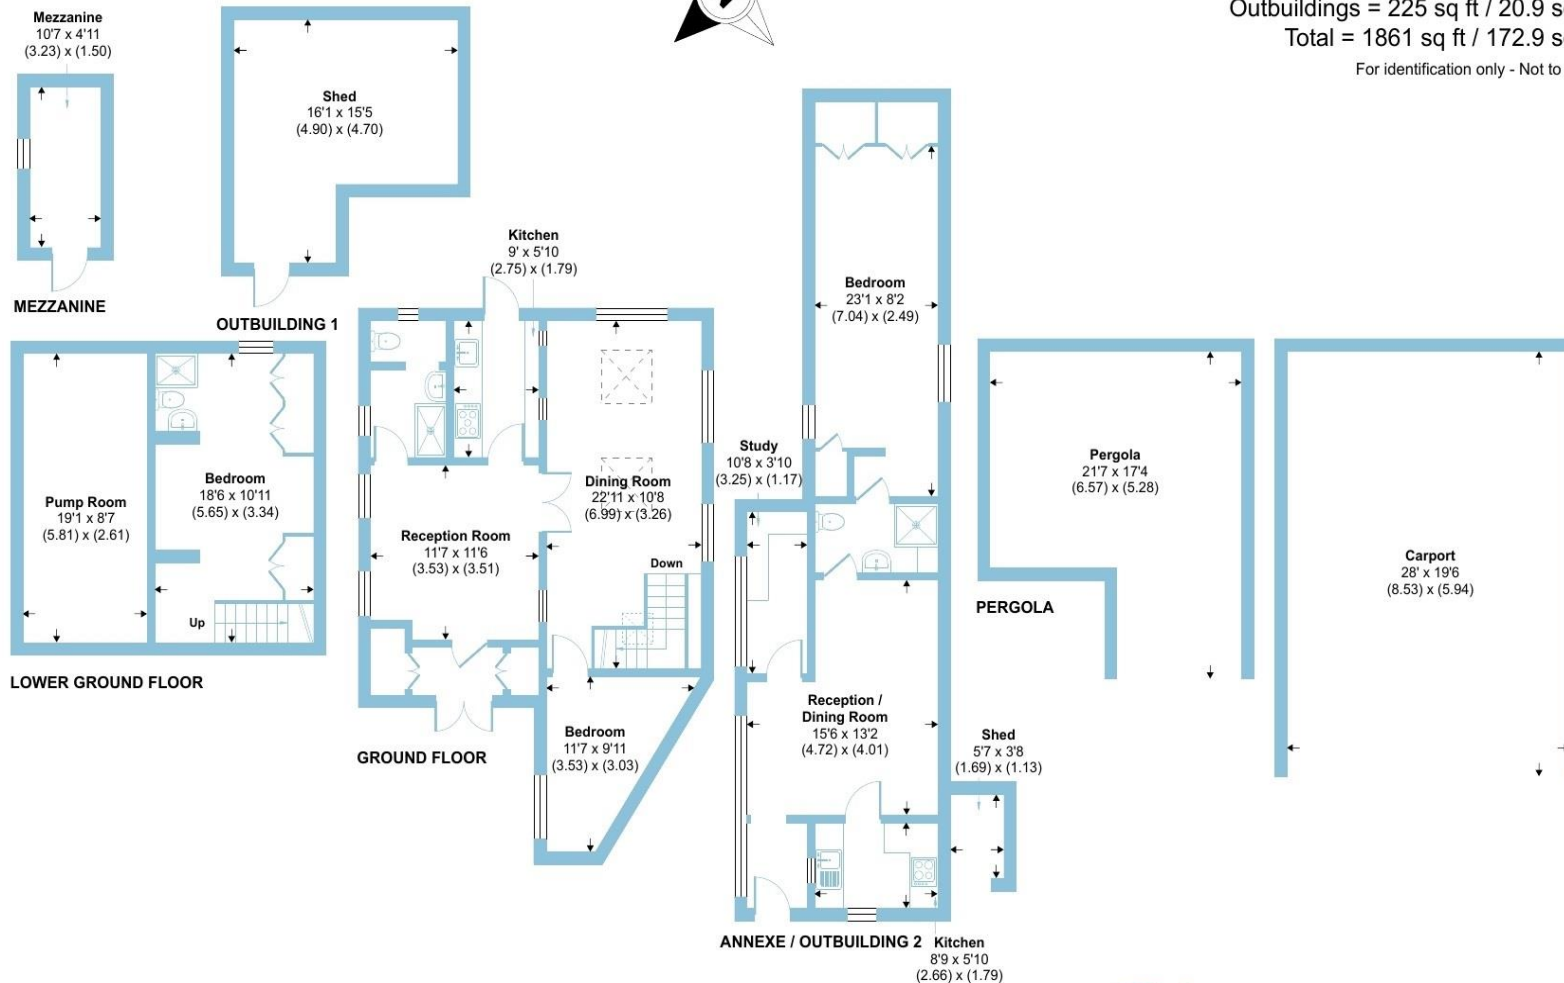 Outbuildings = 225 sq ft / 20.9 s
Total = 1861 sq ft / 172.9 s
For identification only - Not to
Mezzanine
10'7 x 4'11
(3.23) x (1.50)
MEZZANINE
Shed
16'1 x 15'5
(4.90) x (4.70)
OUTBUILDING 1
Pump Room
19'1 x 8'7
(5.81) x (2.61)
Bedroom
18'6 x 10'11
(5.65) x (3.34)
Up
LOWER GROUND FLOOR
Kitchen
9' x 5'10
(2.75) x (1.79)
Reception Room
11'7 x 11'6
(3.53) x (3.51)
Dining Room
22'11 x 10'8
(6.99) x (3.26)
Down
Bedroom
11'7 x 9'11
(3.53) x (3.03)
GROUND FLOOR
Bedroom
23'1 x 8'2
(7.04) x (2.49)
Study
10'8 x 3'10
(3.25) x (1.17)
Reception /
Dining Room
15'6 x 13'2
(4.72) x (4.01)
Shed
5'7 x 3'8
(1.69) x (1.13)
ANNEXE / OUTBUILDING 2
Kitchen
8'9 x 5'10
(2.66) x (1.79)
Pergola
21'7 x 17'4
(6.57) x (5.28)
PERGOLA
Carport
28' x 19'6
(8.53) x (5.94)